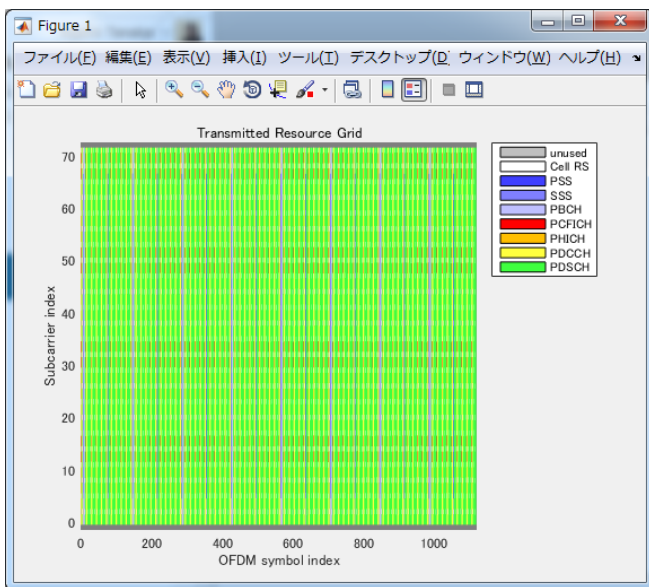 Figure 1
ファイル(F) 編集(E) 表示(V) 挿入(I) ツール(T) デスクトップ(D) ウィンドウ(W) ヘルプ(H)
Transmitted Resource Grid
unused
Cell RS
PSS
SSS
PBCH
PCFICH
PHICH
PDCCH
PDSCH
Subcarrier index
70
60
50
40
30
20
10
0
0 200 400 600 800 1000
OFDM symbol index